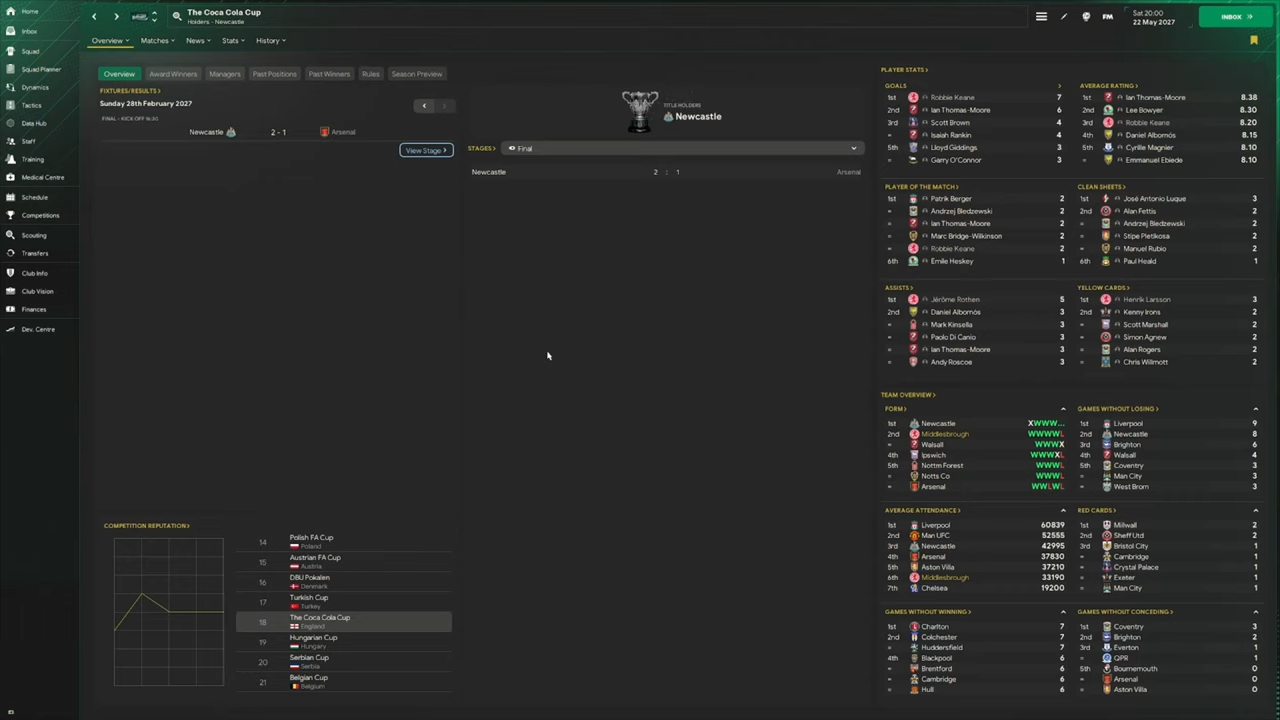 Home
Inbox
Squad
Squad Planner
Dynamics
Tactics
Data Hub
Staff
Training
Medical Centre
Schedule
Competitions
Scouting
Transfers
Club Info
Club Vision
Finances
Dev. Centre
The Coca Cola Cup
Holders - Newcastle
FM
Sat 20:00
22 May 2027
INBOX
Overview
Matches
News
Stats
History
Overview
Award Winners
Managers
Past Positions
Past Winners
Rules
Season Preview
FIXTURES/RESULTS
Sunday 28th February 2027
FINAL - KICK OFF 16:30
Newcastle 2 - 1 Arsenal
View Stage
TITLE HOLDERS
Newcastle
STAGES Final
Newcastle 2 : 1 Arsenal
COMPETITION REPUTATION
14 Polish FA Cup
Poland
15 Austrian FA Cup
Austria
16 DBU Pokalen
Denmark
17 Turkish Cup
Turkey
18 The Coca Cola Cup
England
19 Hungarian Cup
Hungary
20 Serbian Cup
Serbia
21 Belgian Cup
Belgium
PLAYER STATS
GOALS
1st Robbie Keane 7
2nd Ian Thomas-Moore 6
3rd Scott Brown 4
= Isaiah Rankin 4
5th Lloyd Giddings 3
= Garry O'Connor 3
AVERAGE RATING
1st Ian Thomas-Moore 8.38
2nd Lee Bowyer 8.30
3rd Robbie Keane 8.20
4th Daniel Albornós 8.15
5th Cyrille Magnier 8.10
= Emmanuel Ebiede 8.10
PLAYER OF THE MATCH
1st Patrik Berger 2
= Andrzej Bledzewski 2
= Ian Thomas-Moore 2
= Marc Bridge-Wilkinson 2
= Robbie Keane 2
6th Emile Heskey 1
CLEAN SHEETS
1st José Antonio Luque 3
2nd Alan Fettis 2
= Andrzej Bledzewski 2
= Stipe Pletikosa 2
= Manuel Rubio 2
6th Paul Heald 1
ASSISTS
1st Jérôme Rothen 5
2nd Daniel Albornós 3
= Mark Kinsella 3
= Paolo Di Canio 3
= Ian Thomas-Moore 3
= Andy Roscoe 3
YELLOW CARDS
1st Henrik Larsson 3
2nd Kenny Irons 2
= Scott Marshall 2
= Simon Agnew 2
= Alan Rogers 2
= Chris Willmott 2
TEAM OVERVIEW
FORM
1st Newcastle XWWW...
2nd Middlesbrough WWWWL
= Walsall WWWX
4th Ipswich WWWXL
5th Nottm Forest WWWL
= Notts Co WWWL
= Arsenal WWLWL
GAMES WITHOUT LOSING
1st Liverpool 9
2nd Newcastle 8
3rd Brighton 6
4th Walsall 4
5th Coventry 3
= Man City 3
= West Brom 3
AVERAGE ATTENDANCE
1st Liverpool 60839
2nd Man UFC 52555
3rd Newcastle 42995
4th Arsenal 37830
5th Aston Villa 37210
6th Middlesbrough 33190
7th Chelsea 19200
RED CARDS
1st Millwall 2
= Sheff Utd 2
3rd Bristol City 1
= Cambridge 1
= Crystal Palace 1
= Exeter 1
= Man City 1
GAMES WITHOUT WINNING
1st Charlton 7
= Colchester 7
= Huddersfield 7
4th Blackpool 6
= Brentford 6
= Cambridge 6
= Hull 6
GAMES WITHOUT CONCEDING
1st Coventry 3
2nd Brighton 2
3rd Everton 1
= QPR 1
5th Bournemouth 0
= Arsenal 0
= Aston Villa 0